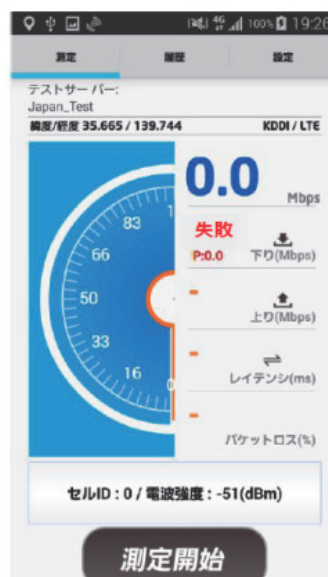 4G 100% 19:26
測定 履歴 設定
テストサーバー:
Japan_Test
緯度/経度 35.665 / 139.744 KDDI / LTE
0.0
Mbps
失敗
P:0.0 下り(Mbps)
- 上り(Mbps)
- レイテンシ(ms)
- パケットロス(%)
83
66
50
33
16
0
セルID : 0 / 電波強度 : -51(dBm)
測定開始